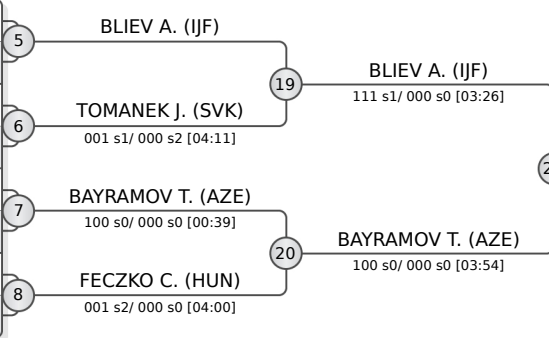 BLIEV A. (IJF)
5
19
BLIEV A. (IJF)
111 s1/ 000 s0 [03:26]
TOMANEK J. (SVK)
6
001 s1/ 000 s2 [04:11]
BAYRAMOV T. (AZE)
7
100 s0/ 000 s0 [00:39]
20
BAYRAMOV T. (AZE)
100 s0/ 000 s0 [03:54]
FECZKO C. (HUN)
8
001 s2/ 000 s0 [04:00]